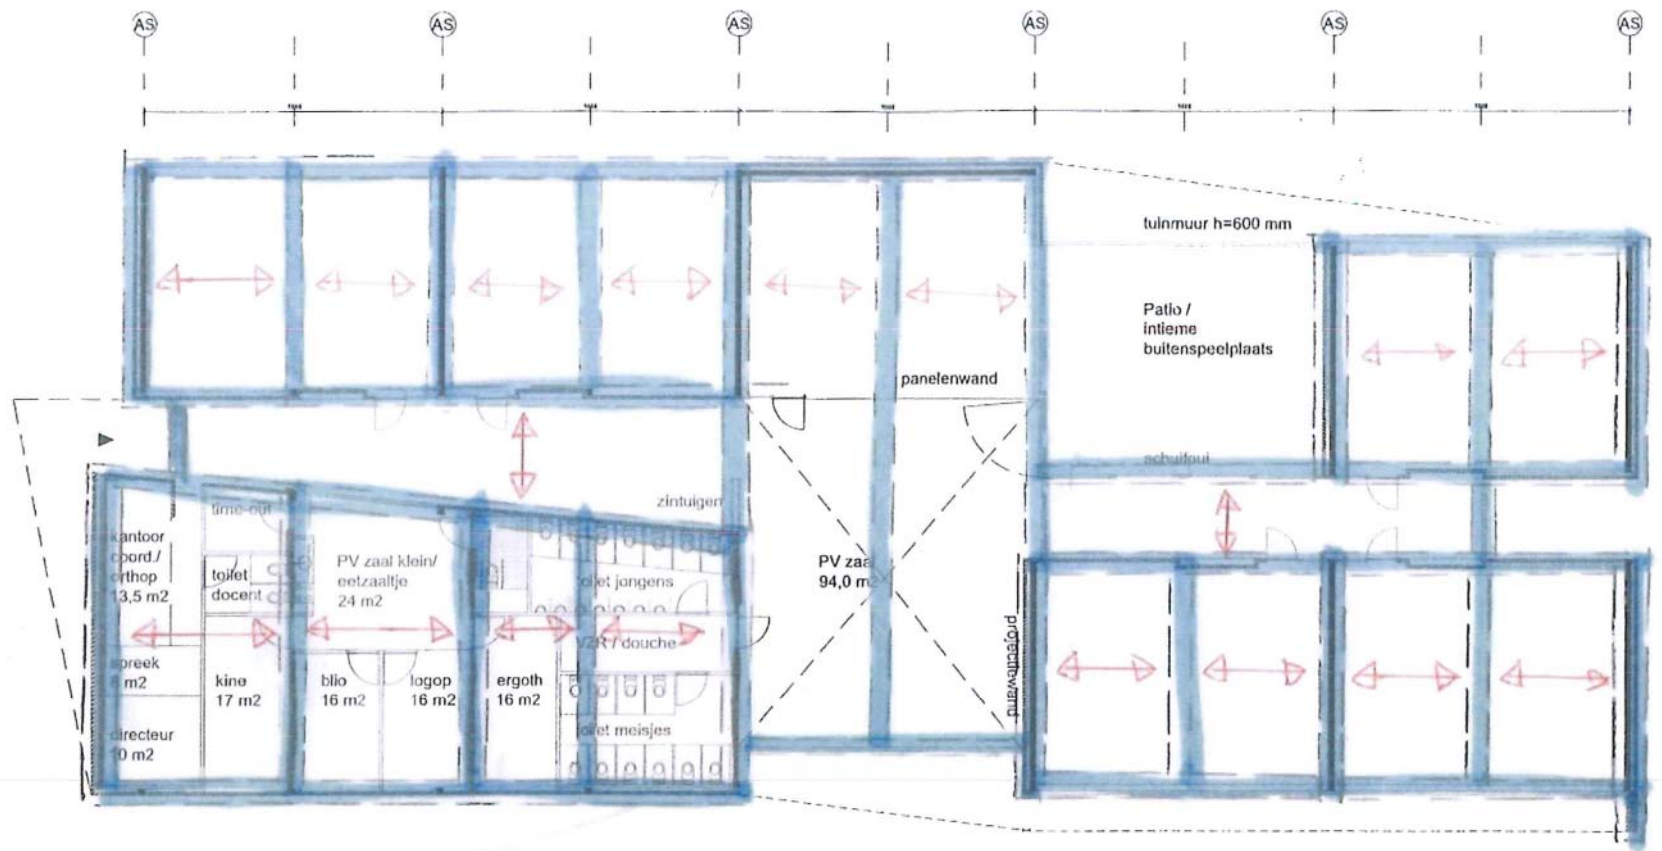 AS
AS
AS
AS
AS
AS
tuinmuur h=600 mm
Patio /
intieme
buitenspeelplaats
panelenwand
schuifpui
zintuigen
time-out
kantoor
coord./
orthop
13,5 m2
toilet
docent
PV zaal klein/
eetzaaltje
24 m2
toilet jongens
PV zaal
94,0 m2
VZR / douche
projectiewand
spreek
8 m2
kine
17 m2
blio
16 m2
logop
16 m2
ergoth
16 m2
directeur
10 m2
toilet meisjes